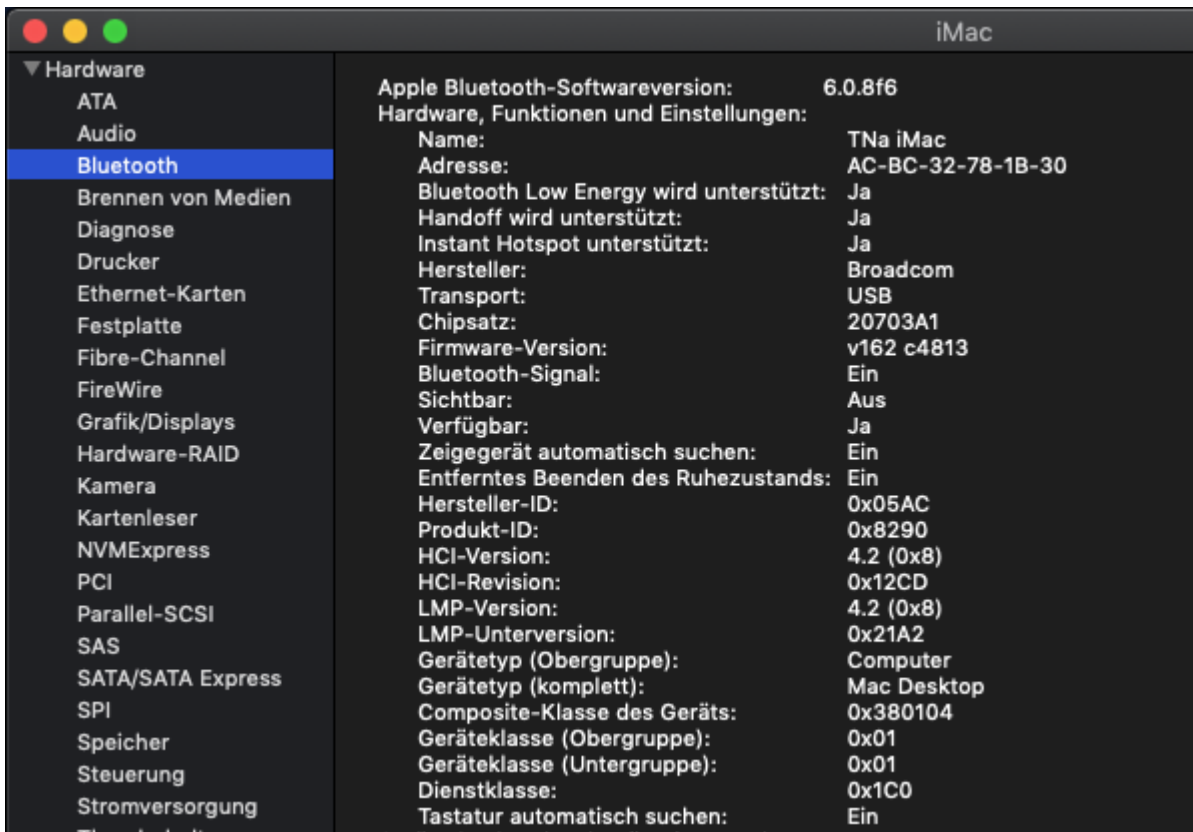 iMac
Hardware
ATA
Audio
Bluetooth
Brennen von Medien
Diagnose
Drucker
Ethernet-Karten
Festplatte
Fibre-Channel
FireWire
Grafik/Displays
Hardware-RAID
Kamera
Kartenleser
NVMExpress
PCI
Parallel-SCSI
SAS
SATA/SATA Express
SPI
Speicher
Steuerung
Stromversorgung
Apple Bluetooth-Softwareversion: 6.0.8f6
Hardware, Funktionen und Einstellungen:
Name: TNa iMac
Adresse: AC-BC-32-78-1B-30
Bluetooth Low Energy wird unterstützt: Ja
Handoff wird unterstützt: Ja
Instant Hotspot unterstützt: Ja
Hersteller: Broadcom
Transport: USB
Chipsatz: 20703A1
Firmware-Version: v162 c4813
Bluetooth-Signal: Ein
Sichtbar: Aus
Verfügbar: Ja
Zeigegerät automatisch suchen: Ein
Entferntes Beenden des Ruhezustands: Ein
Hersteller-ID: 0x05AC
Produkt-ID: 0x8290
HCI-Version: 4.2 (0x8)
HCI-Revision: 0x12CD
LMP-Version: 4.2 (0x8)
LMP-Unterversion: 0x21A2
Gerätetyp (Obergruppe): Computer
Gerätetyp (komplett): Mac Desktop
Composite-Klasse des Geräts: 0x380104
Geräteklasse (Obergruppe): 0x01
Geräteklasse (Untergruppe): 0x01
Dienstklasse: 0x1C0
Tastatur automatisch suchen: Ein